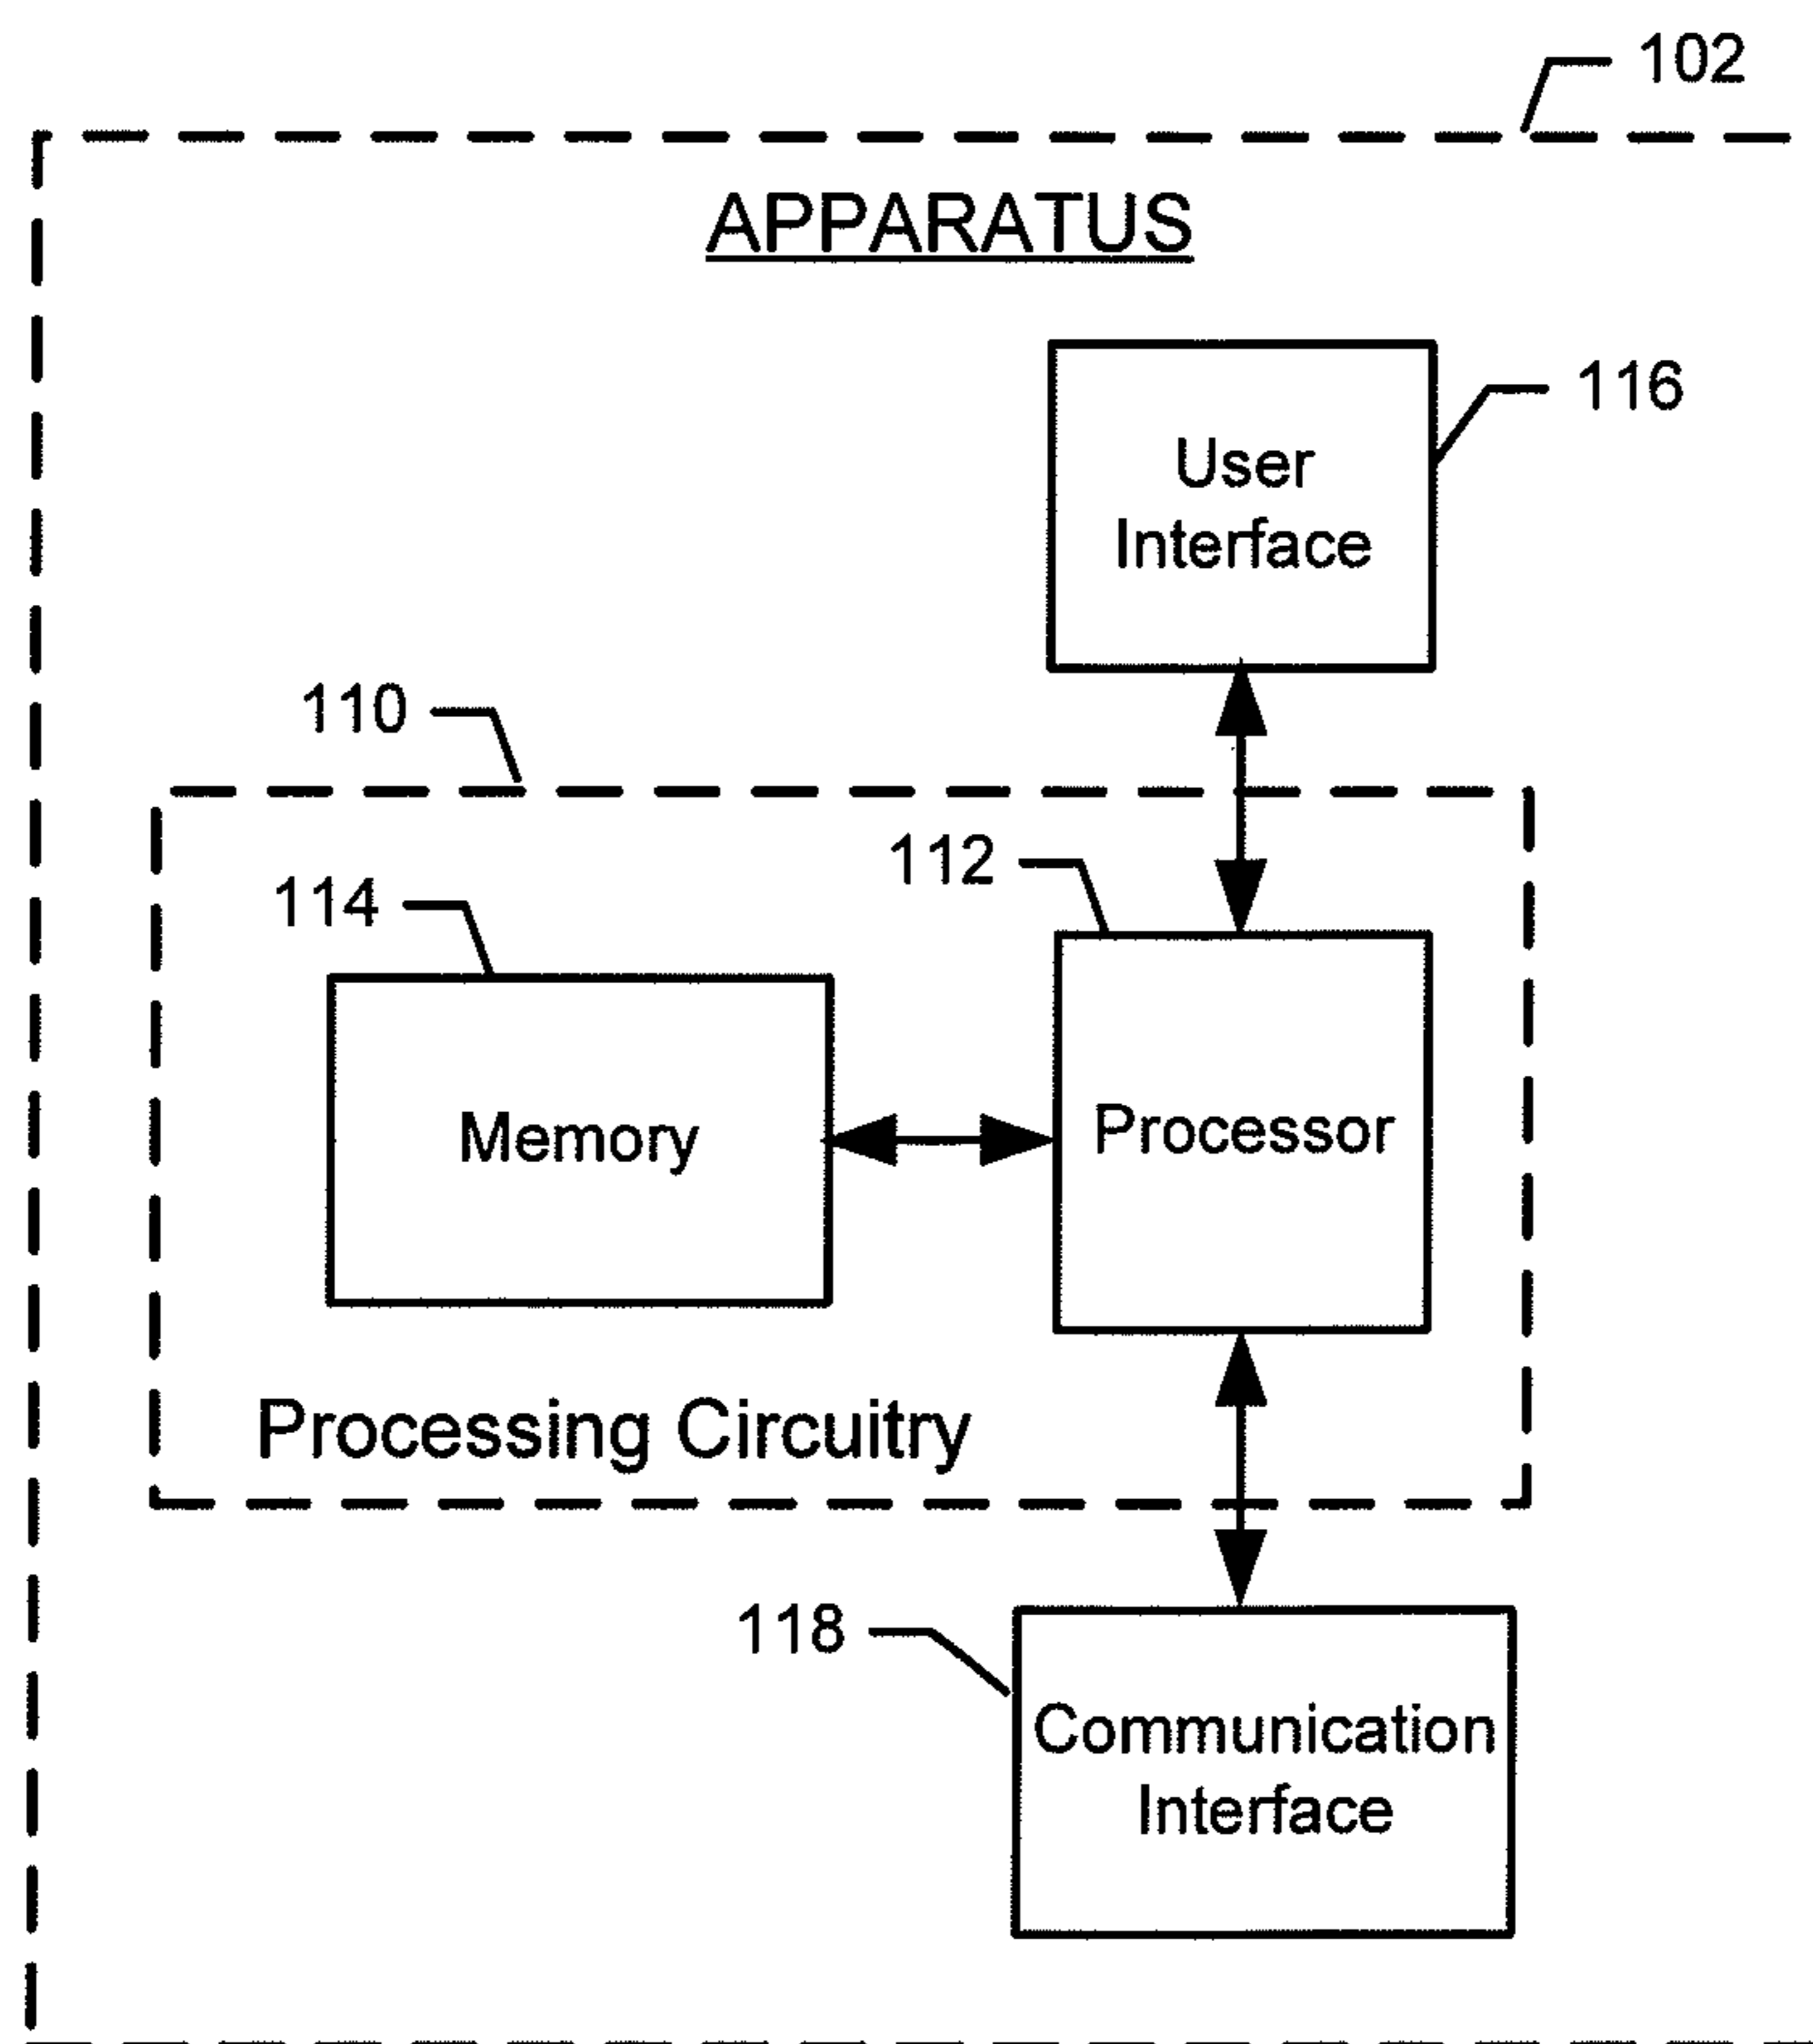 102
APPARATUS
116
User
Interface
110
112
114
Memory
Processor
Processing Circuitry
118
Communication
Interface